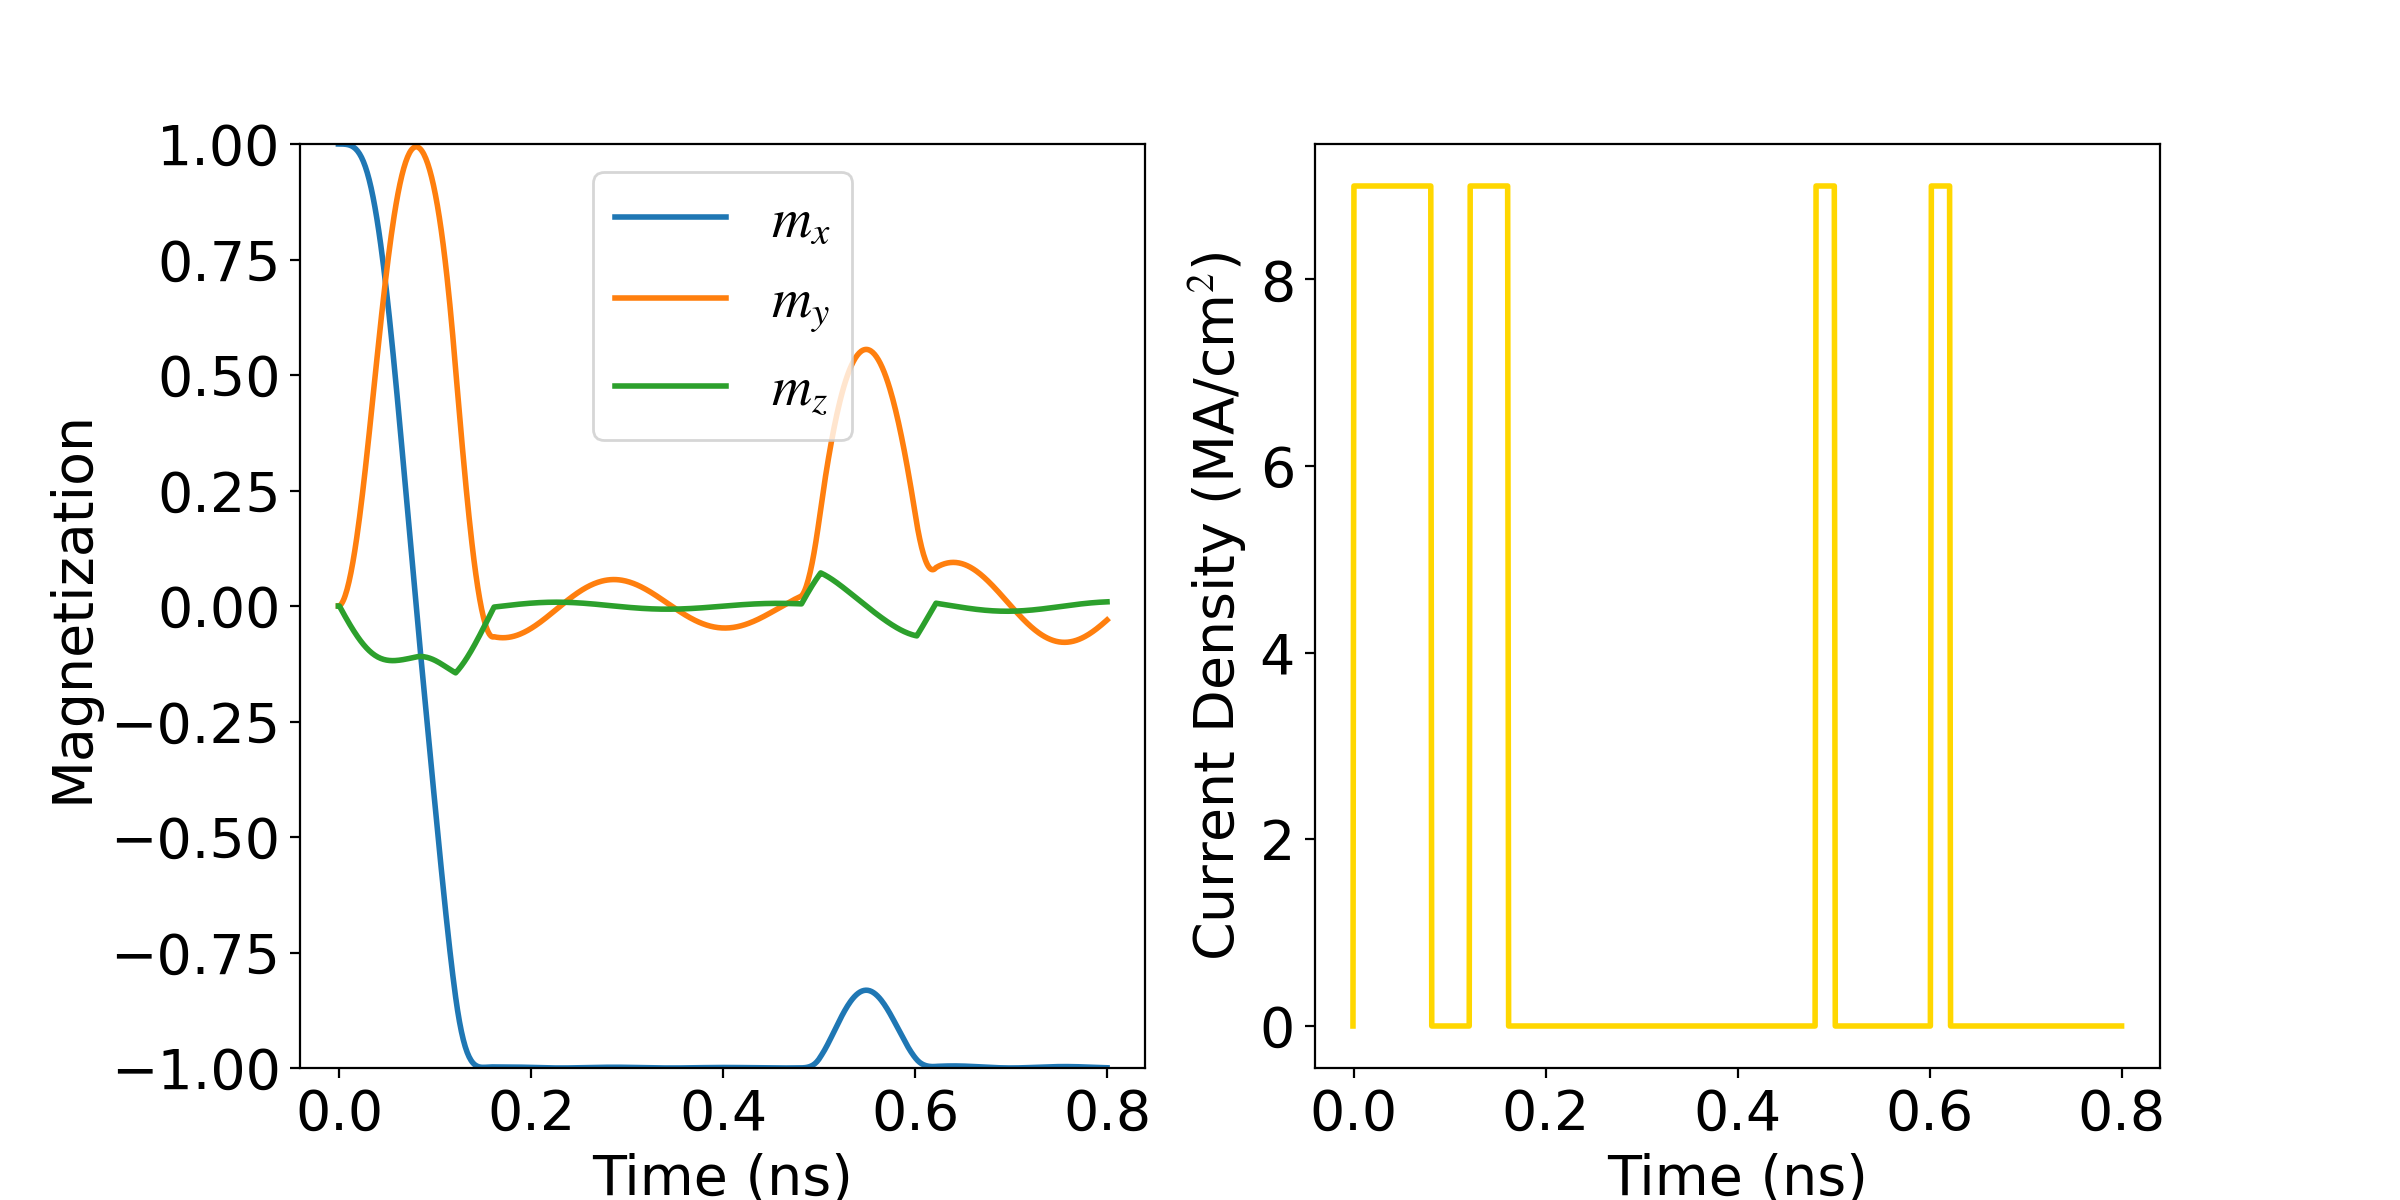 1.00
0.75
0.50
0.25
0.00
−0.25
−0.50
−0.75
−1.00
Magnetization
0.0 0.2 0.4 0.6 0.8
Time (ns)
mₓ
m_y
m_z
8
6
4
2
0
Current Density (MA/cm²)
0.0 0.2 0.4 0.6 0.8
Time (ns)